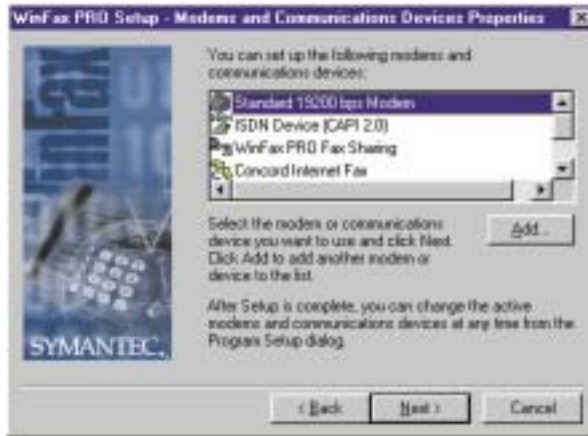 WinFax PRO Setup - Modems and Communications Devices Properties
WinFax
You can set up the following modems and
communications devices:
Standard 19200 bps Modem
ISDN Device (CAPI 2.0)
WinFax PRO Fax Sharing
Concord Internet Fax
Select the modem or communications
device you want to use and click Next.
Click Add to add another modem or
device to the list.
Add...
After Setup is complete, you can change the active
modems and communications devices at any time from the
Program Setup dialog.
SYMANTEC.
< Back
Next >
Cancel